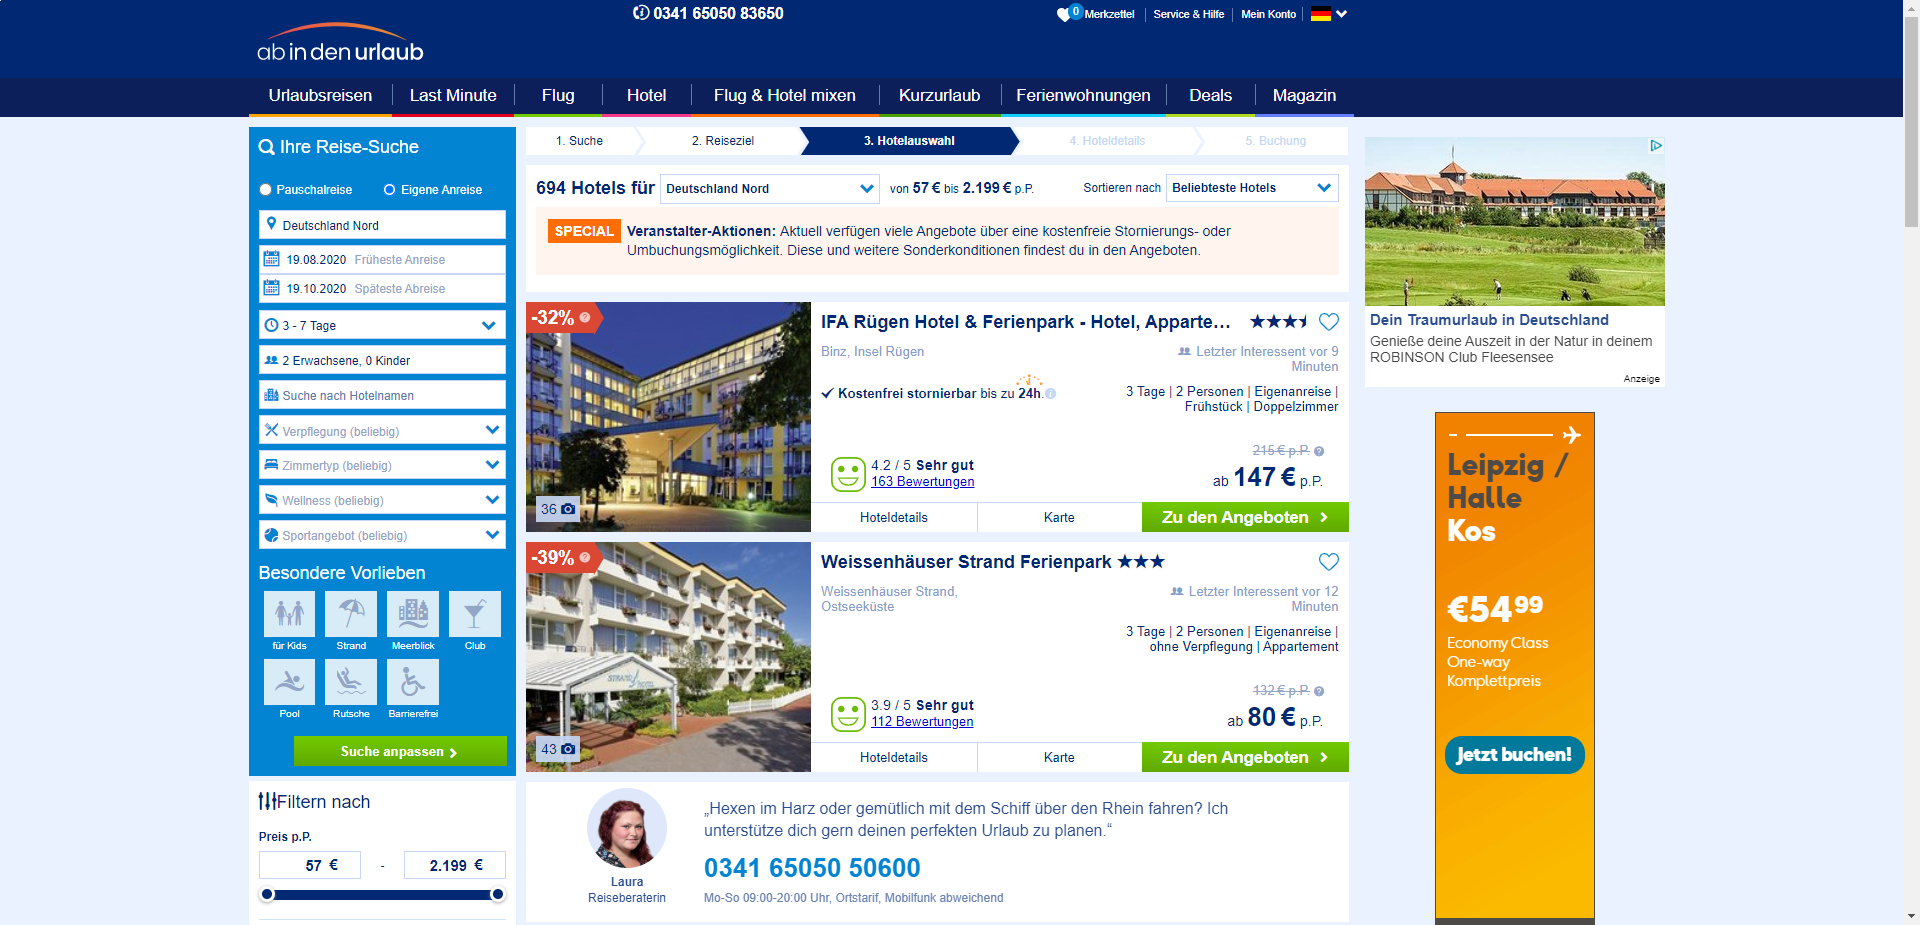 0341 65050 83650
0 Merkzettel
Service & Hilfe
Mein Konto
ab in den urlaub
Urlaubsreisen
Last Minute
Flug
Hotel
Flug & Hotel mixen
Kurzurlaub
Ferienwohnungen
Deals
Magazin
Ihre Reise-Suche
Pauschalreise
Eigene Anreise
Deutschland Nord
19.08.2020 Früheste Anreise
19.10.2020 Späteste Abreise
3 - 7 Tage
2 Erwachsene, 0 Kinder
Suche nach Hotelnamen
Verpflegung (beliebig)
Zimmertyp (beliebig)
Wellness (beliebig)
Sportangebot (beliebig)
Besondere Vorlieben
für Kids
Strand
Meerblick
Club
Pool
Rutsche
Barrierefrei
Suche anpassen
Filtern nach
Preis p.P.
57 €
-
2.199 €
1. Suche
2. Reiseziel
3. Hotelauswahl
4. Hoteldetails
5. Buchung
694 Hotels für
Deutschland Nord
von 57 € bis 2.199 € p.P.
Sortieren nach
Beliebteste Hotels
SPECIAL
Veranstalter-Aktionen: Aktuell verfügen viele Angebote über eine kostenfreie Stornierungs- oder
Umbuchungsmöglichkeit. Diese und weitere Sonderkonditionen findest du in den Angeboten.
-32% ?
36
IFA Rügen Hotel & Ferienpark - Hotel, Apparte...
Binz, Insel Rügen
Letzter Interessent vor 9
Minuten
Kostenfrei stornierbar bis zu 24h. i
3 Tage | 2 Personen | Eigenanreise |
Frühstück | Doppelzimmer
4.2 / 5 Sehr gut
163 Bewertungen
215 € p.P. ?
ab 147 € p.P.
Hoteldetails
Karte
Zu den Angeboten
-39% ?
STRAND
43
Weissenhäuser Strand Ferienpark
Weissenhäuser Strand,
Ostseeküste
Letzter Interessent vor 12
Minuten
3 Tage | 2 Personen | Eigenanreise |
ohne Verpflegung | Appartement
3.9 / 5 Sehr gut
112 Bewertungen
132 € p.P. ?
ab 80 € p.P.
Hoteldetails
Karte
Zu den Angeboten
Laura
Reiseberaterin
„Hexen im Harz oder gemütlich mit dem Schiff über den Rhein fahren? Ich
unterstütze dich gern deinen perfekten Urlaub zu planen.“
0341 65050 50600
Mo-So 09:00-20:00 Uhr, Ortstarif, Mobilfunk abweichend
Dein Traumurlaub in Deutschland
Genieße deine Auszeit in der Natur in deinem
ROBINSON Club Fleesensee
Anzeige
Leipzig /
Halle
Kos
€54⁹⁹
Economy Class
One-way
Komplettpreis
Jetzt buchen!